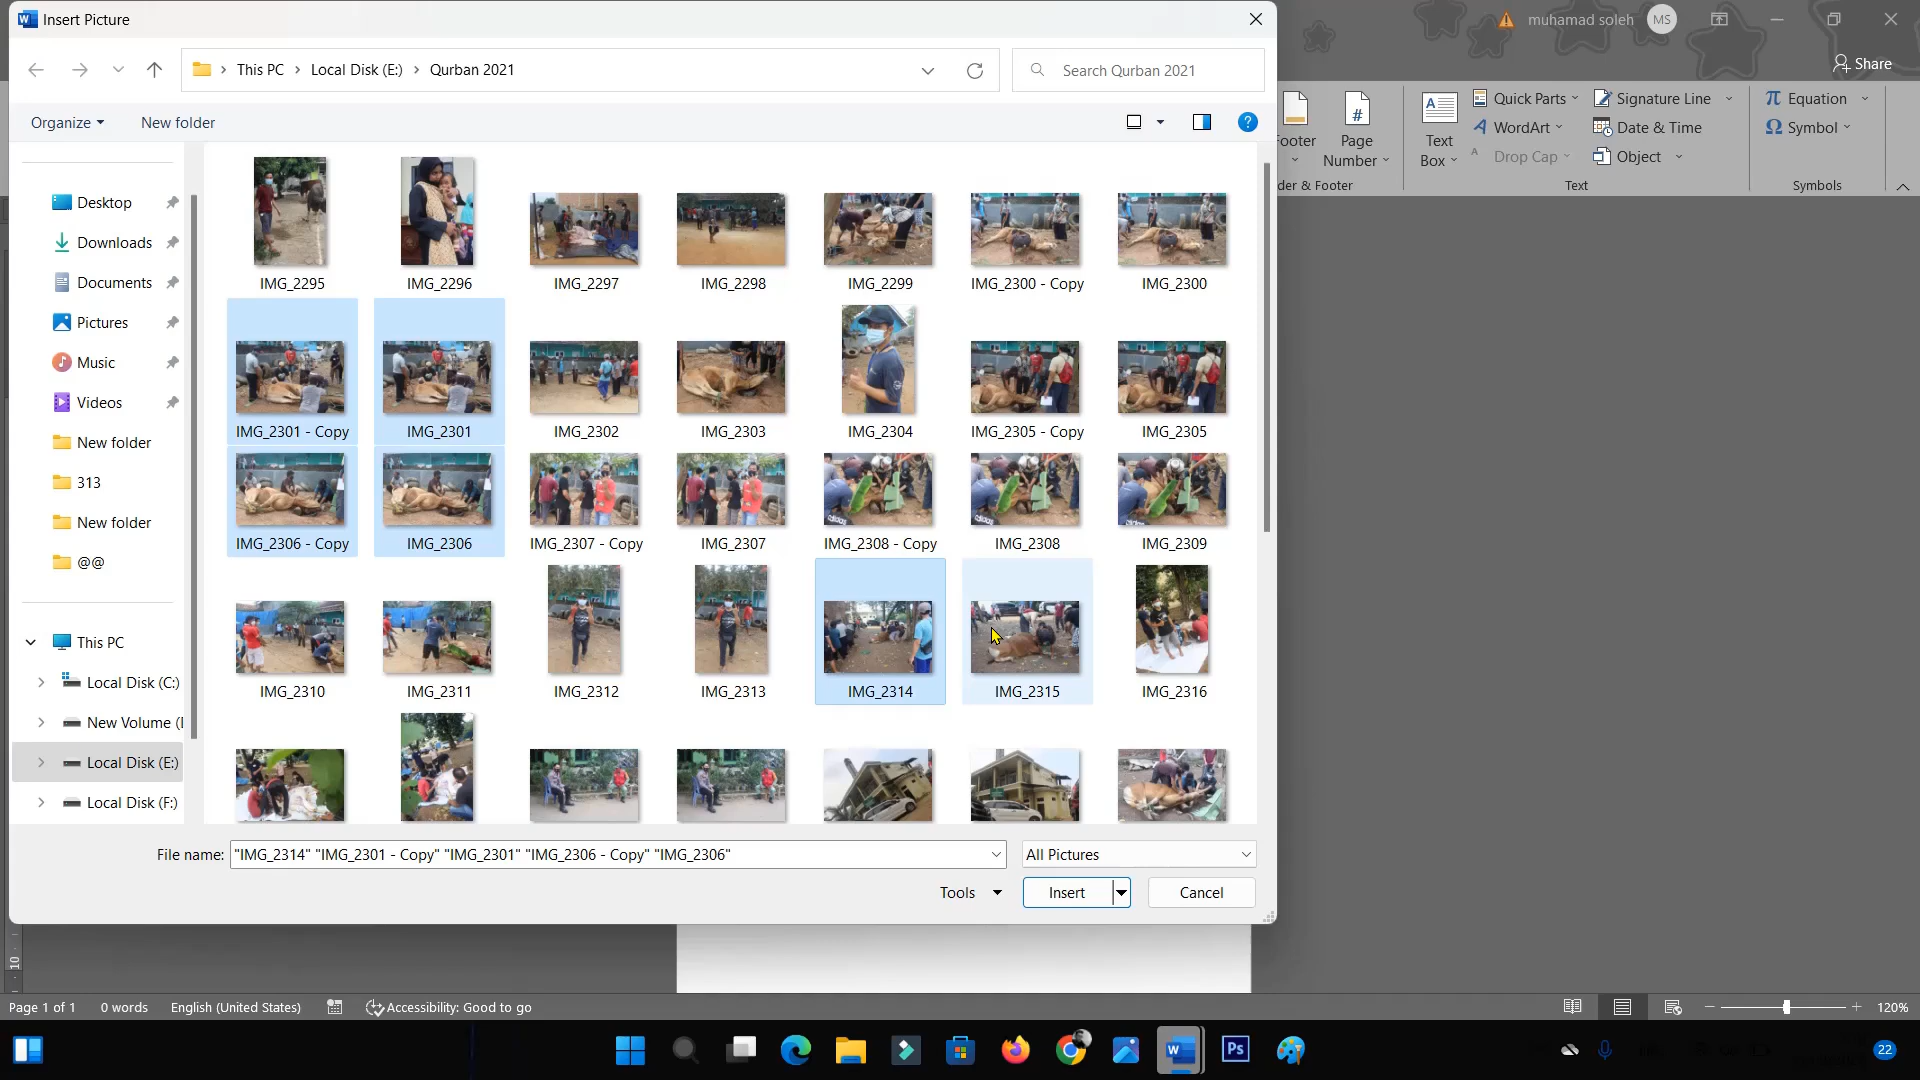 Insert Picture
muhamad soleh
MS
This PC
Local Disk (E:)
Qurban 2021
Search Qurban 2021
Share
Organize
New folder
Desktop
Downloads
Documents
Pictures
Music
Videos
New folder
313
New folder
@@
This PC
Local Disk (C:)
New Volume (
Local Disk (E:)
Local Disk (F:)
IMG_2295 IMG_2296 IMG_2297 IMG_2298 IMG_2299 IMG_2300 - Copy IMG_2300
IMG_2301 - Copy IMG_2301 IMG_2302 IMG_2303 IMG_2304 IMG_2305 - Copy IMG_2305
IMG_2306 - Copy IMG_2306 IMG_2307 - Copy IMG_2307 IMG_2308 - Copy IMG_2308 IMG_2309
IMG_2310 IMG_2311 IMG_2312 IMG_2313 IMG_2314 IMG_2315 IMG_2316
File name: "IMG_2314" "IMG_2301 - Copy" "IMG_2301" "IMG_2306 - Copy" "IMG_2306"
All Pictures
Tools
Insert
Cancel
ooter
Page
Number
der & Footer
Text
Box
Quick Parts
WordArt
Drop Cap
Signature Line
Date & Time
Object
Text
π Equation
Ω Symbol
Symbols
10
Page 1 of 1
0 words
English (United States)
Accessibility: Good to go
120%
Ps
22